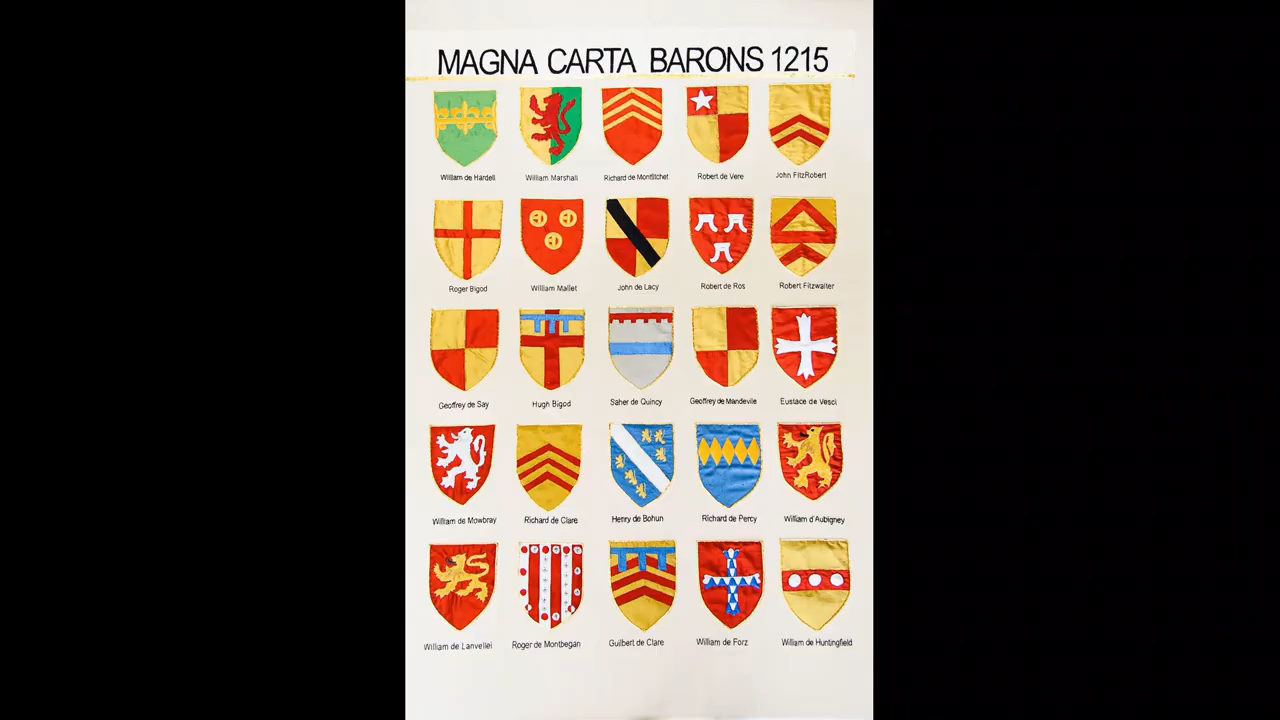 MAGNA CARTA BARONS 1215
William de Hardell William Marshall Richard de Montfitchet Robert de Vere John FitzRobert
Roger Bigod William Mallet John de Lacy Robert de Ros Robert Fitzwalter
Geoffrey de Say Hugh Bigod Saher de Quincy Geoffrey de Mandevile Eustace de Vesci
William de Mowbray Richard de Clare Henry de Bohun Richard de Percy William d'Aubigney
William de Lanvellei Roger de Montbegan Guilbert de Clare William de Forz William de Huntingfield